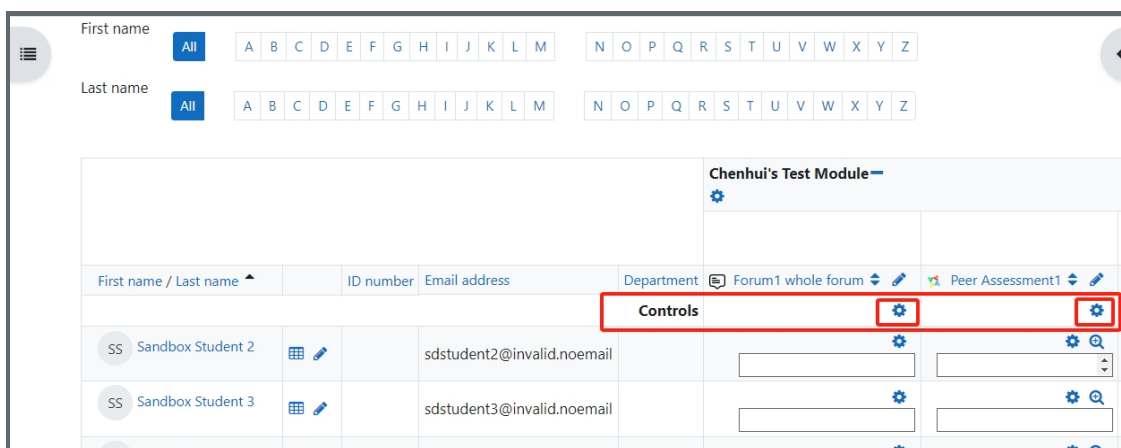 First name
All A B C D E F G H I J K L M N O P Q R S T U V W X Y Z
Last name
All A B C D E F G H I J K L M N O P Q R S T U V W X Y Z
Chenhui's Test Module
First name / Last name ID number Email address Department Forum1 whole forum Peer Assessment1
Controls
SS Sandbox Student 2 sdstudent2@invalid.noemail
SS Sandbox Student 3 sdstudent3@invalid.noemail